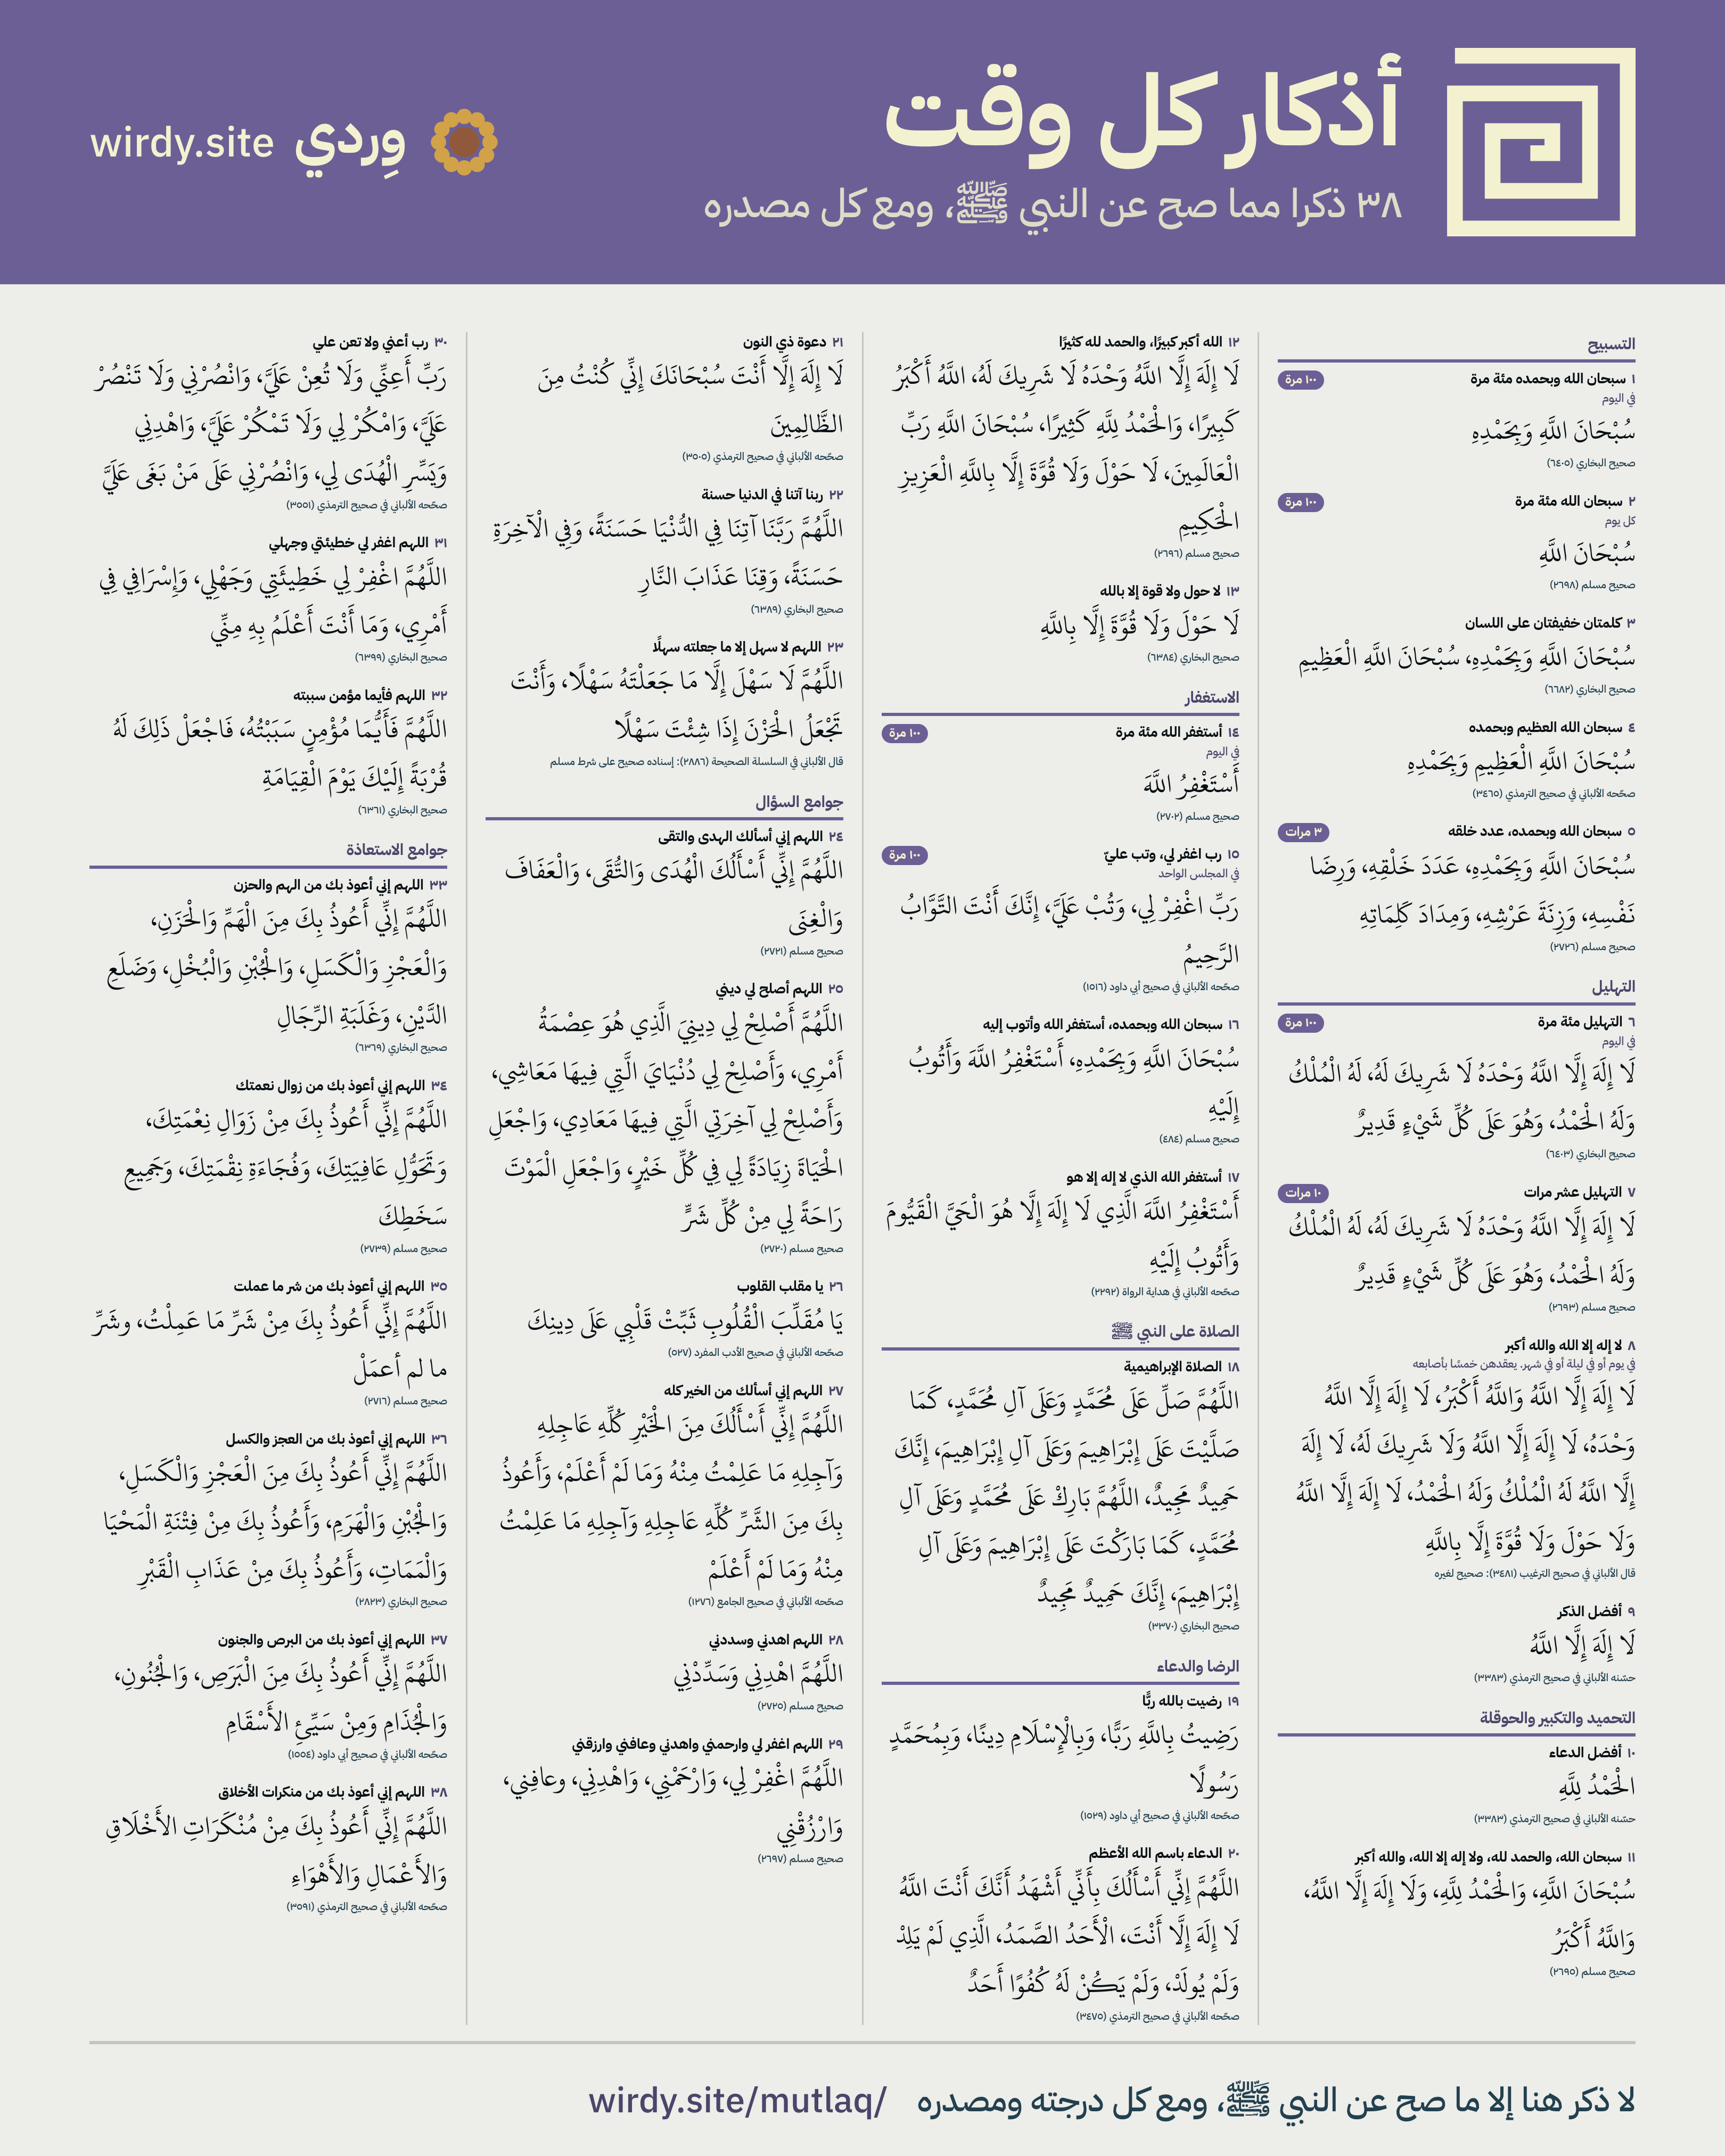 أذكار كل وقت
٣٨ ذكرا مما صح عن النبي ﷺ، ومع كل مصدره
وِردي wirdy.site
التسبيح
١ سبحان الله وبحمده مئة مرة
١٠٠ مرة
في اليوم
سُبْحَانَ اللَّهِ وَبِحَمْدِهِ
صحيح البخاري (٦٤٠٥)
٢ سبحان الله مئة مرة
١٠٠ مرة
كل يوم
سُبْحَانَ اللَّهِ
صحيح مسلم (٢٦٩٨)
٣ كلمتان خفيفتان على اللسان
سُبْحَانَ اللَّهِ وَبِحَمْدِهِ، سُبْحَانَ اللَّهِ الْعَظِيمِ
صحيح البخاري (٦٦٨٢)
٤ سبحان الله العظيم وبحمده
سُبْحَانَ اللَّهِ الْعَظِيمِ وَبِحَمْدِهِ
صحّحه الألباني في صحيح الترمذي (٣٤٦٥)
٥ سبحان الله وبحمده، عدد خلقه
٣ مرات
سُبْحَانَ اللَّهِ وَبِحَمْدِهِ، عَدَدَ خَلْقِهِ، وَرِضَا
نَفْسِهِ، وَزِنَةَ عَرْشِهِ، وَمِدَادَ كَلِمَاتِهِ
صحيح مسلم (٢٧٢٦)
التهليل
٦ التهليل مئة مرة
١٠٠ مرة
في اليوم
لَا إِلَهَ إِلَّا اللَّهُ وَحْدَهُ لَا شَرِيكَ لَهُ، لَهُ الْمُلْكُ
وَلَهُ الْحَمْدُ، وَهُوَ عَلَى كُلِّ شَيْءٍ قَدِيرٌ
صحيح البخاري (٦٤٠٣)
٧ التهليل عشر مرات
١٠ مرات
لَا إِلَهَ إِلَّا اللَّهُ وَحْدَهُ لَا شَرِيكَ لَهُ، لَهُ الْمُلْكُ
وَلَهُ الْحَمْدُ، وَهُوَ عَلَى كُلِّ شَيْءٍ قَدِيرٌ
صحيح مسلم (٢٦٩٣)
٨ لا إله إلا الله والله أكبر
في يوم أو في ليلة أو في شهر. يعقدهن خمسًا بأصابعه
لَا إِلَهَ إِلَّا اللَّهُ وَاللَّهُ أَكْبَرُ، لَا إِلَهَ إِلَّا اللَّهُ
وَحْدَهُ، لَا إِلَهَ إِلَّا اللَّهُ وَلَا شَرِيكَ لَهُ، لَا إِلَهَ
إِلَّا اللَّهُ لَهُ الْمُلْكُ وَلَهُ الْحَمْدُ، لَا إِلَهَ إِلَّا اللَّهُ
وَلَا حَوْلَ وَلَا قُوَّةَ إِلَّا بِاللَّهِ
قال الألباني في صحيح الترغيب (٣٤٨١): صحيح لغيره
٩ أفضل الذكر
لَا إِلَهَ إِلَّا اللَّهُ
حسّنه الألباني في صحيح الترمذي (٣٣٨٣)
التحميد والتكبير والحوقلة
١٠ أفضل الدعاء
الْحَمْدُ لِلَّهِ
حسّنه الألباني في صحيح الترمذي (٣٣٨٣)
١١ سبحان الله، والحمد لله، ولا إله إلا الله، والله أكبر
سُبْحَانَ اللَّهِ، وَالْحَمْدُ لِلَّهِ، وَلَا إِلَهَ إِلَّا اللَّهُ،
وَاللَّهُ أَكْبَرُ
صحيح مسلم (٢٦٩٥)
١٢ الله أكبر كبيرًا، والحمد لله كثيرًا
لَا إِلَهَ إِلَّا اللَّهُ وَحْدَهُ لَا شَرِيكَ لَهُ، اللَّهُ أَكْبَرُ
كَبِيرًا، وَالْحَمْدُ لِلَّهِ كَثِيرًا، سُبْحَانَ اللَّهِ رَبِّ
الْعَالَمِينَ، لَا حَوْلَ وَلَا قُوَّةَ إِلَّا بِاللَّهِ الْعَزِيزِ
الْحَكِيمِ
صحيح مسلم (٢٦٩٦)
١٣ لا حول ولا قوة إلا بالله
لَا حَوْلَ وَلَا قُوَّةَ إِلَّا بِاللَّهِ
صحيح البخاري (٦٣٨٤)
الاستغفار
١٤ أستغفر الله مئة مرة
١٠٠ مرة
في اليوم
أَسْتَغْفِرُ اللَّهَ
صحيح مسلم (٢٧٠٢)
١٥ رب اغفر لي، وتب عليّ
١٠٠ مرة
في المجلس الواحد
رَبِّ اغْفِرْ لِي، وَتُبْ عَلَيَّ، إِنَّكَ أَنْتَ التَّوَّابُ
الرَّحِيمُ
صحّحه الألباني في صحيح أبي داود (١٥١٦)
١٦ سبحان الله وبحمده، أستغفر الله وأتوب إليه
سُبْحَانَ اللَّهِ وَبِحَمْدِهِ، أَسْتَغْفِرُ اللَّهَ وَأَتُوبُ
إِلَيْهِ
صحيح مسلم (٤٨٤)
١٧ أستغفر الله الذي لا إله إلا هو
أَسْتَغْفِرُ اللَّهَ الَّذِي لَا إِلَهَ إِلَّا هُوَ الْحَيَّ الْقَيُّومَ
وَأَتُوبُ إِلَيْهِ
صحّحه الألباني في هداية الرواة (٢٢٩٢)
الصلاة على النبي ﷺ
١٨ الصلاة الإبراهيمية
اللَّهُمَّ صَلِّ عَلَى مُحَمَّدٍ وَعَلَى آلِ مُحَمَّدٍ، كَمَا
صَلَّيْتَ عَلَى إِبْرَاهِيمَ وَعَلَى آلِ إِبْرَاهِيمَ، إِنَّكَ
حَمِيدٌ مَجِيدٌ، اللَّهُمَّ بَارِكْ عَلَى مُحَمَّدٍ وَعَلَى آلِ
مُحَمَّدٍ، كَمَا بَارَكْتَ عَلَى إِبْرَاهِيمَ وَعَلَى آلِ
إِبْرَاهِيمَ، إِنَّكَ حَمِيدٌ مَجِيدٌ
صحيح البخاري (٣٣٧٠)
الرضا والدعاء
١٩ رضيت بالله ربًّا
رَضِيتُ بِاللَّهِ رَبًّا، وَبِالْإِسْلَامِ دِينًا، وَبِمُحَمَّدٍ
رَسُولًا
صحّحه الألباني في صحيح أبي داود (١٥٢٩)
٢٠ الدعاء باسم الله الأعظم
اللَّهُمَّ إِنِّي أَسْأَلُكَ بِأَنِّي أَشْهَدُ أَنَّكَ أَنْتَ اللَّهُ
لَا إِلَهَ إِلَّا أَنْتَ، الْأَحَدُ الصَّمَدُ، الَّذِي لَمْ يَلِدْ
وَلَمْ يُولَدْ، وَلَمْ يَكُنْ لَهُ كُفُوًا أَحَدٌ
صحّحه الألباني في صحيح الترمذي (٣٤٧٥)
٢١ دعوة ذي النون
لَا إِلَهَ إِلَّا أَنْتَ سُبْحَانَكَ إِنِّي كُنْتُ مِنَ
الظَّالِمِينَ
صحّحه الألباني في صحيح الترمذي (٣٥٠٥)
٢٢ ربنا آتنا في الدنيا حسنة
اللَّهُمَّ رَبَّنَا آتِنَا فِي الدُّنْيَا حَسَنَةً، وَفِي الْآخِرَةِ
حَسَنَةً، وَقِنَا عَذَابَ النَّارِ
صحيح البخاري (٦٣٨٩)
٢٣ اللهم لا سهل إلا ما جعلته سهلًا
اللَّهُمَّ لَا سَهْلَ إِلَّا مَا جَعَلْتَهُ سَهْلًا، وَأَنْتَ
تَجْعَلُ الْحَزْنَ إِذَا شِئْتَ سَهْلًا
قال الألباني في السلسلة الصحيحة (٢٨٨٦): إسناده صحيح على شرط مسلم
جوامع السؤال
٢٤ اللهم إني أسألك الهدى والتقى
اللَّهُمَّ إِنِّي أَسْأَلُكَ الْهُدَى وَالتُّقَى، وَالْعَفَافَ
وَالْغِنَى
صحيح مسلم (٢٧٢١)
٢٥ اللهم أصلح لي ديني
اللَّهُمَّ أَصْلِحْ لِي دِينِيَ الَّذِي هُوَ عِصْمَةُ
أَمْرِي، وَأَصْلِحْ لِي دُنْيَايَ الَّتِي فِيهَا مَعَاشِي،
وَأَصْلِحْ لِي آخِرَتِي الَّتِي فِيهَا مَعَادِي، وَاجْعَلِ
الْحَيَاةَ زِيَادَةً لِي فِي كُلِّ خَيْرٍ، وَاجْعَلِ الْمَوْتَ
رَاحَةً لِي مِنْ كُلِّ شَرٍّ
صحيح مسلم (٢٧٢٠)
٢٦ يا مقلب القلوب
يَا مُقَلِّبَ الْقُلُوبِ ثَبِّتْ قَلْبِي عَلَى دِينِكَ
صحّحه الألباني في صحيح الأدب المفرد (٥٢٧)
٢٧ اللهم إني أسألك من الخير كله
اللَّهُمَّ إِنِّي أَسْأَلُكَ مِنَ الْخَيْرِ كُلِّهِ عَاجِلِهِ
وَآجِلِهِ مَا عَلِمْتُ مِنْهُ وَمَا لَمْ أَعْلَمْ، وَأَعُوذُ
بِكَ مِنَ الشَّرِّ كُلِّهِ عَاجِلِهِ وَآجِلِهِ مَا عَلِمْتُ
مِنْهُ وَمَا لَمْ أَعْلَمْ
صحّحه الألباني في صحيح الجامع (١٢٧٦)
٢٨ اللهم اهدني وسددني
اللَّهُمَّ اهْدِنِي وَسَدِّدْنِي
صحيح مسلم (٢٧٢٥)
٢٩ اللهم اغفر لي وارحمني واهدني وعافني وارزقني
اللَّهُمَّ اغْفِرْ لِي، وَارْحَمْنِي، وَاهْدِنِي، وعافِنِي،
وَارْزُقْنِي
صحيح مسلم (٢٦٩٧)
٣٠ رب أعني ولا تعن علي
رَبِّ أَعِنِّي وَلَا تُعِنْ عَلَيَّ، وَانْصُرْنِي وَلَا تَنْصُرْ
عَلَيَّ، وَامْكُرْ لِي وَلَا تَمْكُرْ عَلَيَّ، وَاهْدِنِي
وَيَسِّرِ الْهُدَى لِي، وَانْصُرْنِي عَلَى مَنْ بَغَى عَلَيَّ
صحّحه الألباني في صحيح الترمذي (٣٥٥١)
٣١ اللهم اغفر لي خطيئتي وجهلي
اللَّهُمَّ اغْفِرْ لِي خَطِيئَتِي وَجَهْلِي، وَإِسْرَافِي فِي
أَمْرِي، وَمَا أَنْتَ أَعْلَمُ بِهِ مِنِّي
صحيح البخاري (٦٣٩٩)
٣٢ اللهم فأيما مؤمن سببته
اللَّهُمَّ فَأَيُّمَا مُؤْمِنٍ سَبَبْتُهُ، فَاجْعَلْ ذَلِكَ لَهُ
قُرْبَةً إِلَيْكَ يَوْمَ الْقِيَامَةِ
صحيح البخاري (٦٣٦١)
جوامع الاستعاذة
٣٣ اللهم إني أعوذ بك من الهم والحزن
اللَّهُمَّ إِنِّي أَعُوذُ بِكَ مِنَ الْهَمِّ وَالْحَزَنِ،
وَالْعَجْزِ وَالْكَسَلِ، وَالْجُبْنِ وَالْبُخْلِ، وَضَلَعِ
الدَّيْنِ، وَغَلَبَةِ الرِّجَالِ
صحيح البخاري (٦٣٦٩)
٣٤ اللهم إني أعوذ بك من زوال نعمتك
اللَّهُمَّ إِنِّي أَعُوذُ بِكَ مِنْ زَوَالِ نِعْمَتِكَ،
وَتَحَوُّلِ عَافِيَتِكَ، وَفُجَاءَةِ نِقْمَتِكَ، وَجَمِيعِ
سَخَطِكَ
صحيح مسلم (٢٧٣٩)
٣٥ اللهم إني أعوذ بك من شر ما عملت
اللَّهُمَّ إِنِّي أَعُوذُ بِكَ مِنْ شَرِّ مَا عَمِلْتُ، وشَرِّ
ما لم أعمَلْ
صحيح مسلم (٢٧١٦)
٣٦ اللهم إني أعوذ بك من العجز والكسل
اللَّهُمَّ إِنِّي أَعُوذُ بِكَ مِنَ الْعَجْزِ وَالْكَسَلِ،
وَالْجُبْنِ وَالْهَرَمِ، وَأَعُوذُ بِكَ مِنْ فِتْنَةِ الْمَحْيَا
وَالْمَمَاتِ، وَأَعُوذُ بِكَ مِنْ عَذَابِ الْقَبْرِ
صحيح البخاري (٢٨٢٣)
٣٧ اللهم إني أعوذ بك من البرص والجنون
اللَّهُمَّ إِنِّي أَعُوذُ بِكَ مِنَ الْبَرَصِ، وَالْجُنُونِ،
وَالْجُذَامِ وَمِنْ سَيِّئِ الأَسْقَامِ
صحّحه الألباني في صحيح أبي داود (١٥٥٤)
٣٨ اللهم إني أعوذ بك من منكرات الأخلاق
اللَّهُمَّ إِنِّي أَعُوذُ بِكَ مِنْ مُنْكَرَاتِ الأَخْلَاقِ
وَالأَعْمَالِ وَالأَهْوَاءِ
صحّحه الألباني في صحيح الترمذي (٣٥٩١)
لا ذكر هنا إلا ما صح عن النبي ﷺ، ومع كل درجته ومصدره
wirdy.site/mutlaq/